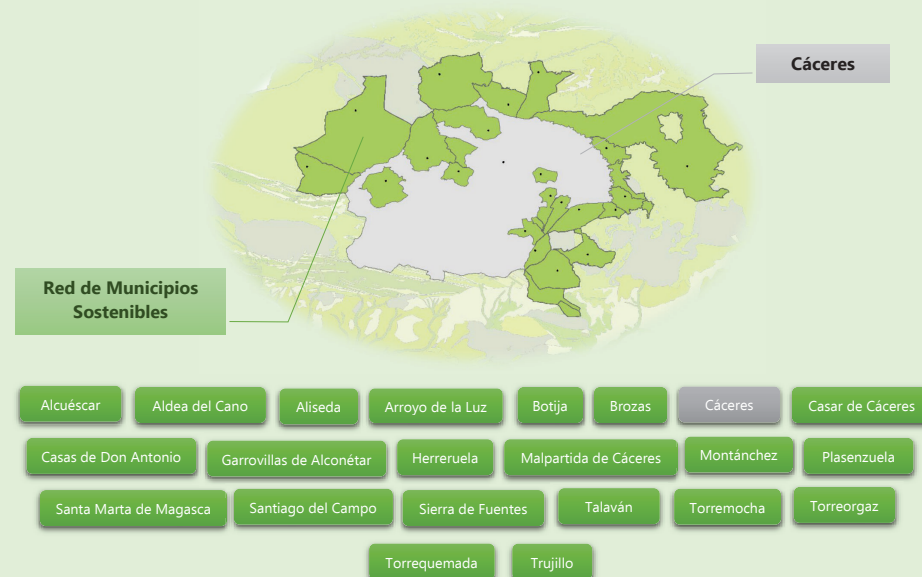 Cáceres
Red de Municipios
Sostenibles
Alcuéscar
Aldea del Cano
Aliseda
Arroyo de la Luz
Botija
Brozas
Cáceres
Casar de Cáceres
Casas de Don Antonio
Garrovillas de Alconétar
Herreruela
Malpartida de Cáceres
Montánchez
Plasenzuela
Santa Marta de Magasca
Santiago del Campo
Sierra de Fuentes
Talaván
Torremocha
Torreorgaz
Torrequemada
Trujillo